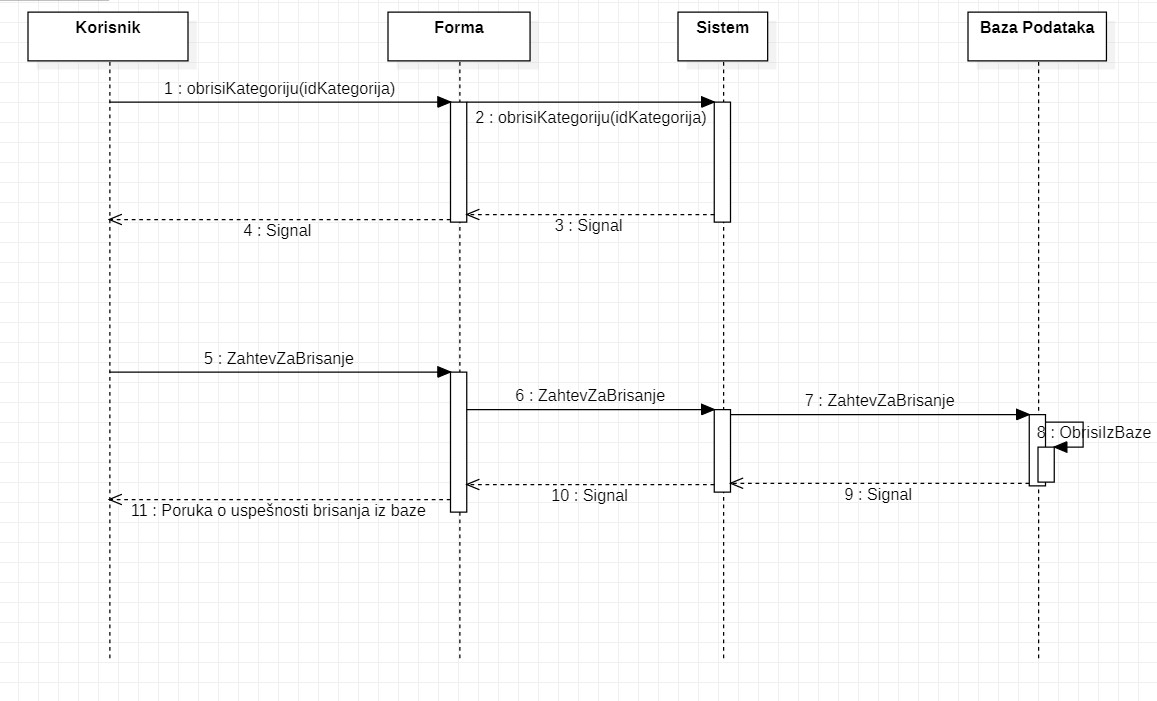 Korisnik
Forma
Sistem
Baza Podataka
1 : obrisiKategoriju(idKategorija)
2 : obrisiKategoriju(idKategorija)
3 : Signal
4 : Signal
5 : ZahtevZaBrisanje
6 : ZahtevZaBrisanje
7 : ZahtevZaBrisanje
8 : ObrisiIzBaze
9 : Signal
10 : Signal
11 : Poruka o uspešnosti brisanja iz baze